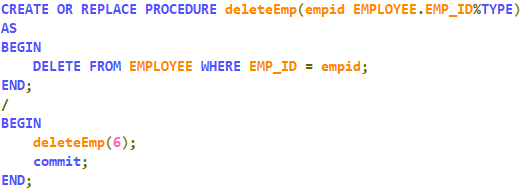 CREATE OR REPLACE PROCEDURE deleteEmp(empid EMPLOYEE.EMP_ID%TYPE)
AS
BEGIN
    DELETE FROM EMPLOYEE WHERE EMP_ID = empid;
END;
/
BEGIN
    deleteEmp(6);
    commit;
END;